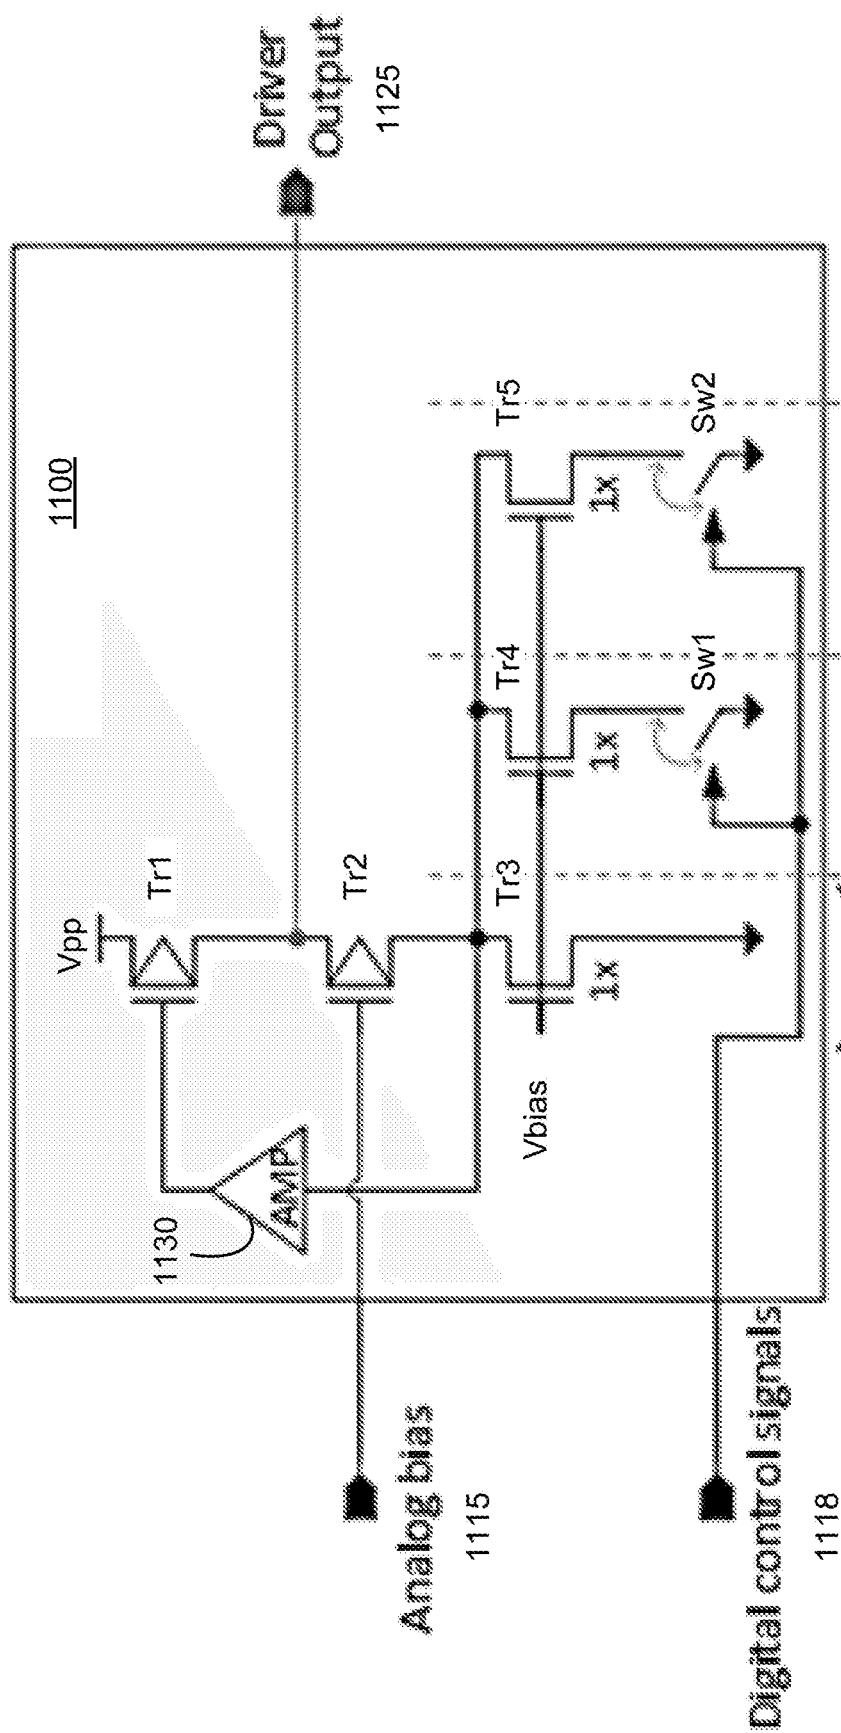 1100
Driver
Output
1125
Vpp
Tr1
1130
AMP
Tr2
Analog bias
1115
Vbias
Tr3
1x
Tr4
1x
Tr5
1x
Sw1
Sw2
Digital control signals
1118